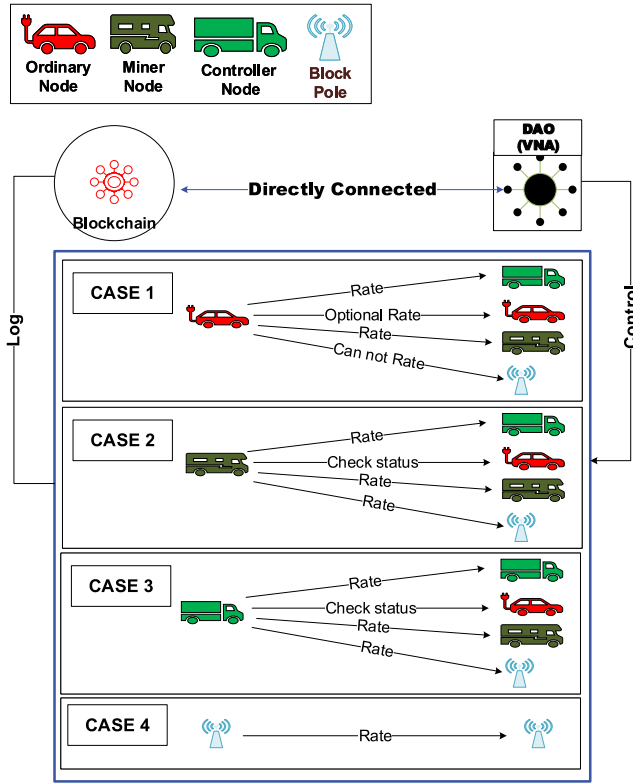 Ordinary
Node
Miner
Node
Controller
Node
Block
Pole
Blockchain
Directly Connected
DAO
(VNA)
Log
Control
CASE 1
Rate
Optional Rate
Rate
Can not Rate
CASE 2
Rate
Check status
Rate
Rate
CASE 3
Rate
Check status
Rate
Rate
CASE 4
Rate